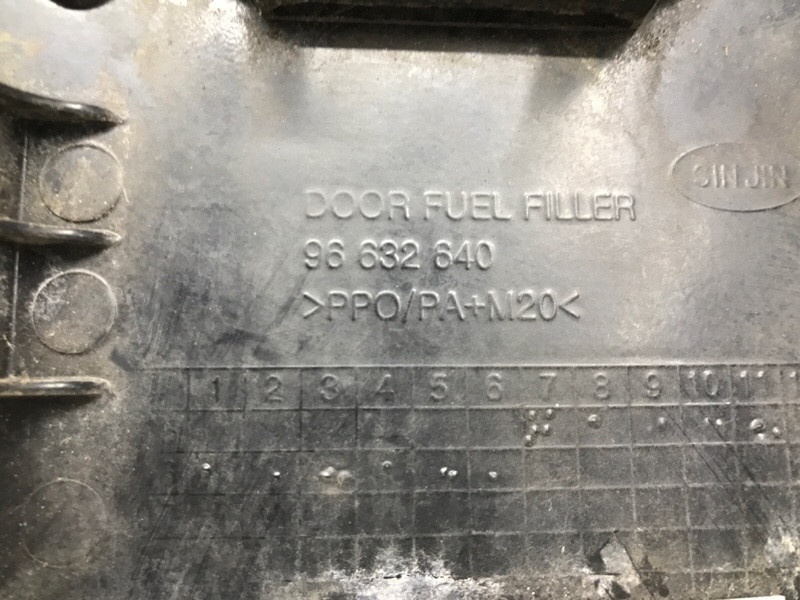 SINJIN
DOOR FUEL FILLER
96 632 640
>PPO/PA+M20<
1 2 3 4 5 6 7 8 9 10 11